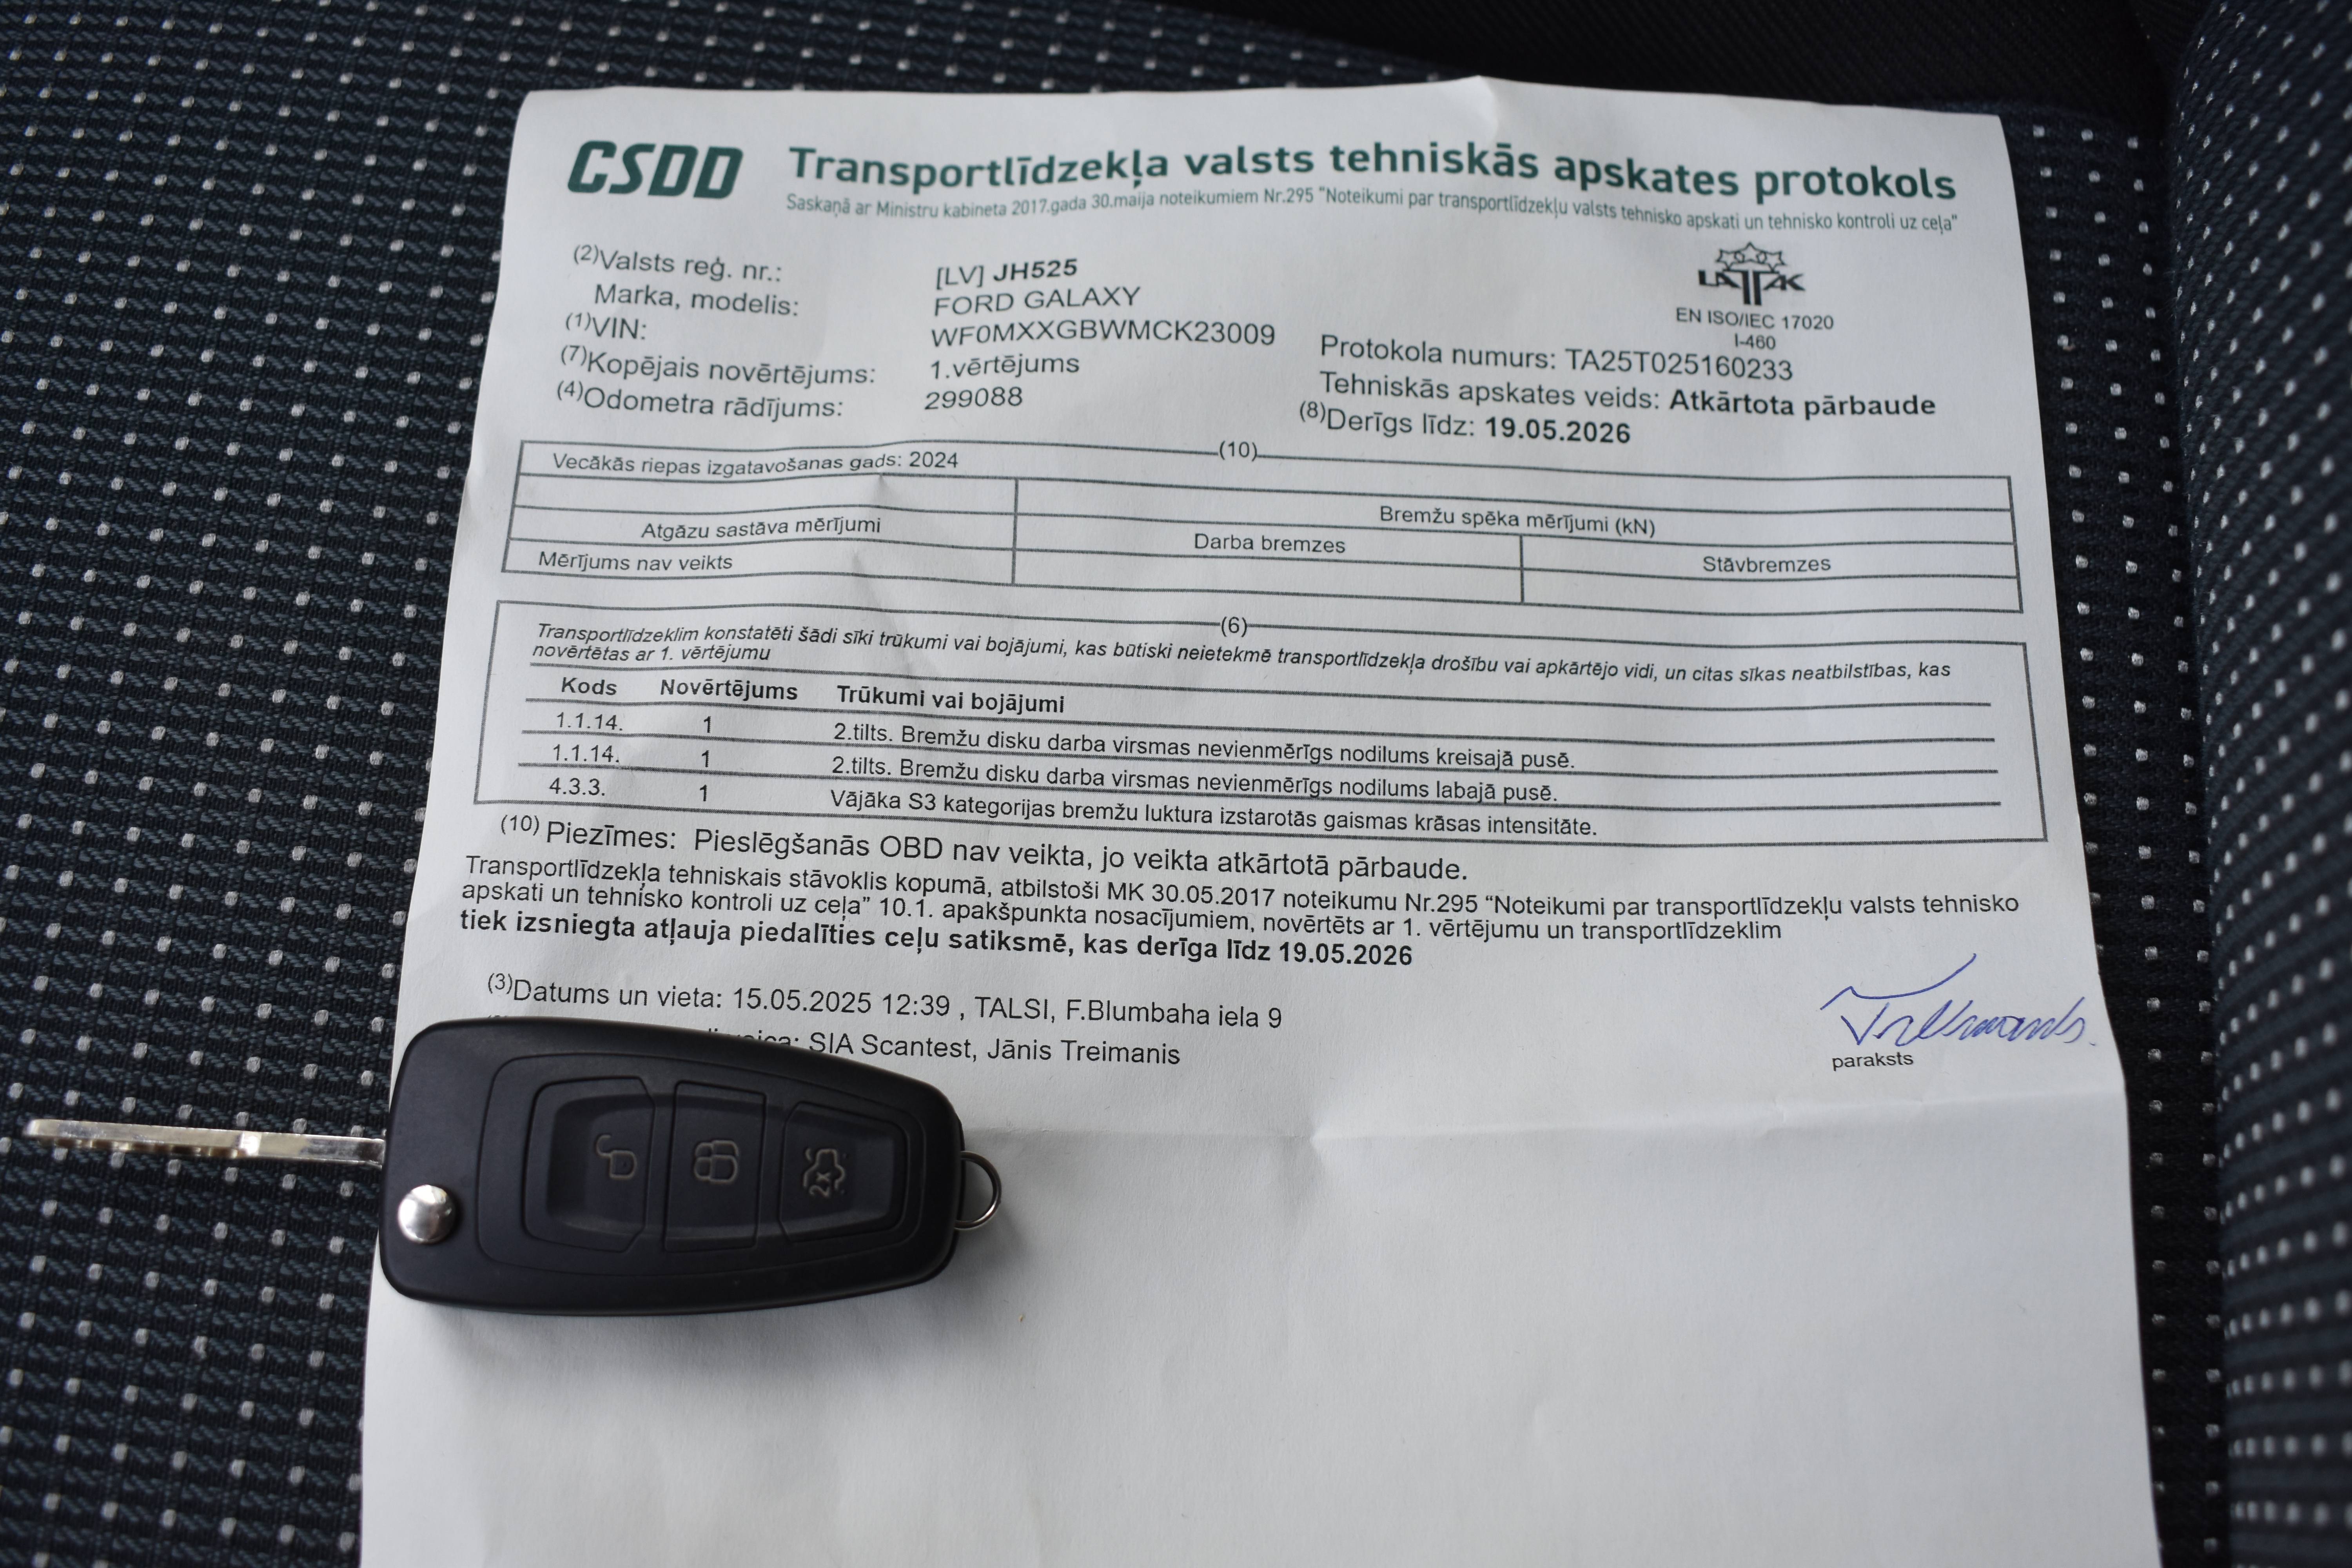 CSDD Transportlīdzekļa valsts tehniskās apskates protokols
Saskaņā ar Ministru kabineta 2017.gada 30.maija noteikumiem Nr.295 "Noteikumi par transportlīdzekļu valsts tehnisko apskati un tehnisko kontroli uz ceļa"
LATAK
EN ISO/IEC 17020
I-460
(2)Valsts reģ. nr.: [LV] JH525
Marka, modelis: FORD GALAXY
(1)VIN: WF0MXXGBWMCK23009
(7)Kopējais novērtējums: 1.vērtējums
(4)Odometra rādījums: 299088
Protokola numurs: TA25T025160233
Tehniskās apskates veids: Atkārtota pārbaude
(8)Derīgs līdz: 19.05.2026
(10)
Vecākās riepas izgatavošanas gads: 2024
Bremžu spēka mērījumi (kN)
Atgāzu sastāva mērījumi Darba bremzes Stāvbremzes
Mērījums nav veikts
(6)
Transportlīdzeklim konstatēti šādi sīki trūkumi vai bojājumi, kas būtiski neietekmē transportlīdzekļa drošību vai apkārtējo vidi, un citas sīkas neatbilstības, kas
novērtētas ar 1. vērtējumu
Kods Novērtējums Trūkumi vai bojājumi
1.1.14. 1 2.tilts. Bremžu disku darba virsmas nevienmērīgs nodilums kreisajā pusē.
1.1.14. 1 2.tilts. Bremžu disku darba virsmas nevienmērīgs nodilums labajā pusē.
4.3.3. 1 Vājāka S3 kategorijas bremžu luktura izstarotās gaismas krāsas intensitāte.
(10) Piezīmes: Pieslēgšanās OBD nav veikta, jo veikta atkārtotā pārbaude.
Transportlīdzekļa tehniskais stāvoklis kopumā, atbilstoši MK 30.05.2017 noteikumu Nr.295 "Noteikumi par transportlīdzekļu valsts tehnisko
apskati un tehnisko kontroli uz ceļa" 10.1. apakšpunkta nosacījumiem, novērtēts ar 1. vērtējumu un transportlīdzeklim
tiek izsniegta atļauja piedalīties ceļu satiksmē, kas derīga līdz 19.05.2026
(3)Datums un vieta: 15.05.2025 12:39 , TALSI, F.Blumbaha iela 9
SIA Scantest, Jānis Treimanis
paraksts
2x